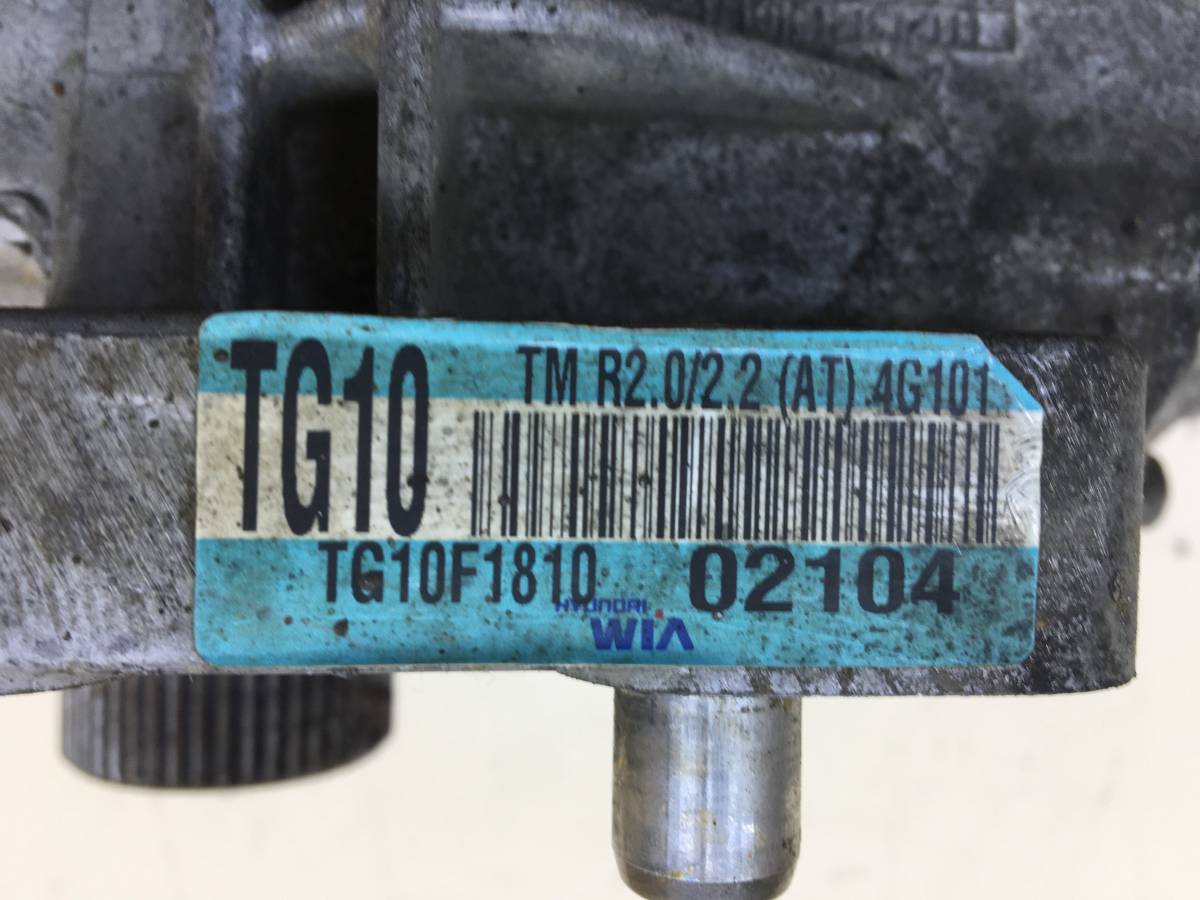 TG10
TM R2.0/2.2 (AT) 4G101
TG10F1810 02104
HYUNDAI
WIA